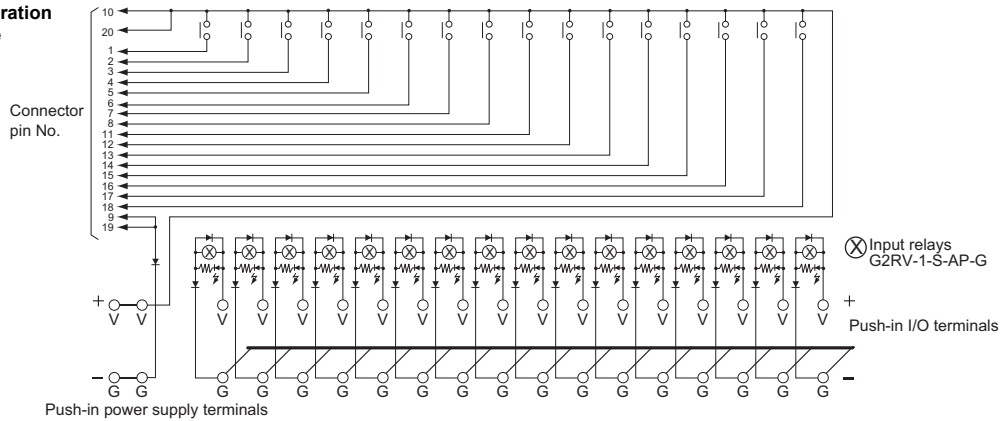 ration
10
20
1
2
3
4
5
6
7
8
11
12
13
14
15
16
17
18
9
19
Connector
pin No.
Input relays
G2RV-1-S-AP-G
+ V V V V V V V V V V V V V V V V V V +
Push-in I/O terminals
− G G G G G G G G G G G G G G G G G G −
Push-in power supply terminals